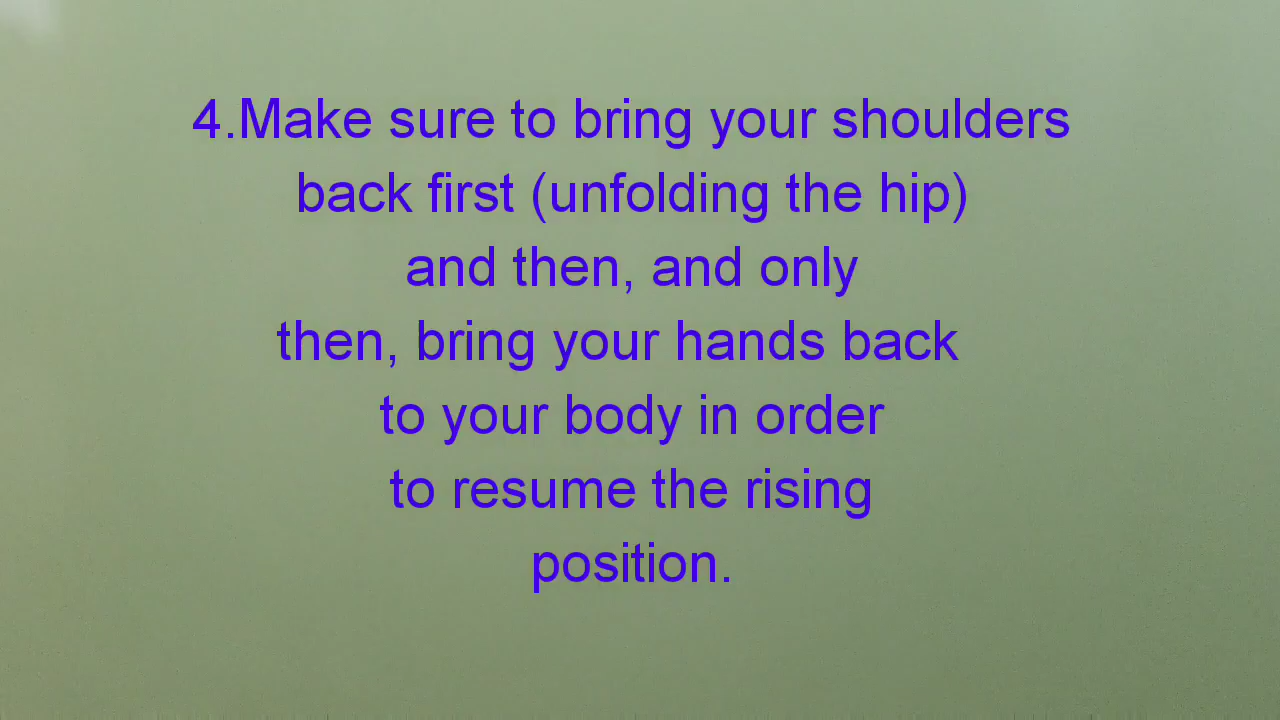 4.Make sure to bring your shoulders
back first (unfolding the hip)
and then, and only
then, bring your hands back
to your body in order
to resume the rising
position.